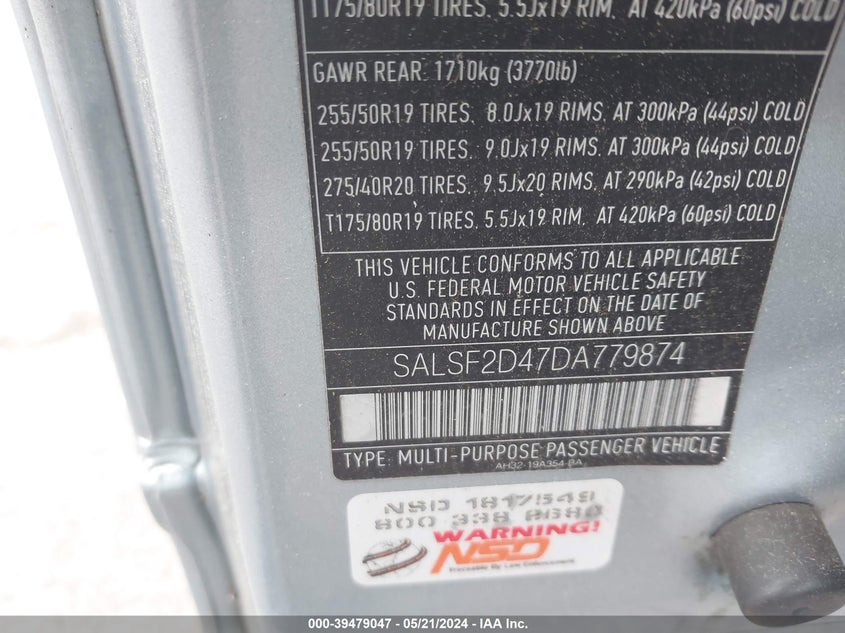 T175/80R19 TIRES. 5.5Jx19 RIM. AT 420kPa (60psi) COLD
GAWR REAR: 1710kg (3770lb)
255/50R19 TIRES. 8.0Jx19 RIMS. AT 300kPa (44psi) COLD
255/50R19 TIRES. 9.0Jx19 RIMS. AT 300kPa (44psi) COLD
275/40R20 TIRES. 9.5Jx20 RIMS. AT 290kPa (42psi) COLD
T175/80R19 TIRES. 5.5Jx19 RIM. AT 420kPa (60psi) COLD
THIS VEHICLE CONFORMS TO ALL APPLICABLE
U.S. FEDERAL MOTOR VEHICLE SAFETY
STANDARDS IN EFFECT ON THE DATE OF
MANUFACTURE SHOWN ABOVE
SALSF2D47DA779874
TYPE: MULTI-PURPOSE PASSENGER VEHICLE
AH32-19A354-BA
NSD 1817549
800 338 8680
WARNING!
NSD
Traceable By Law Enforcement
000-39479047 / 05/21/2024 - IAA Inc.